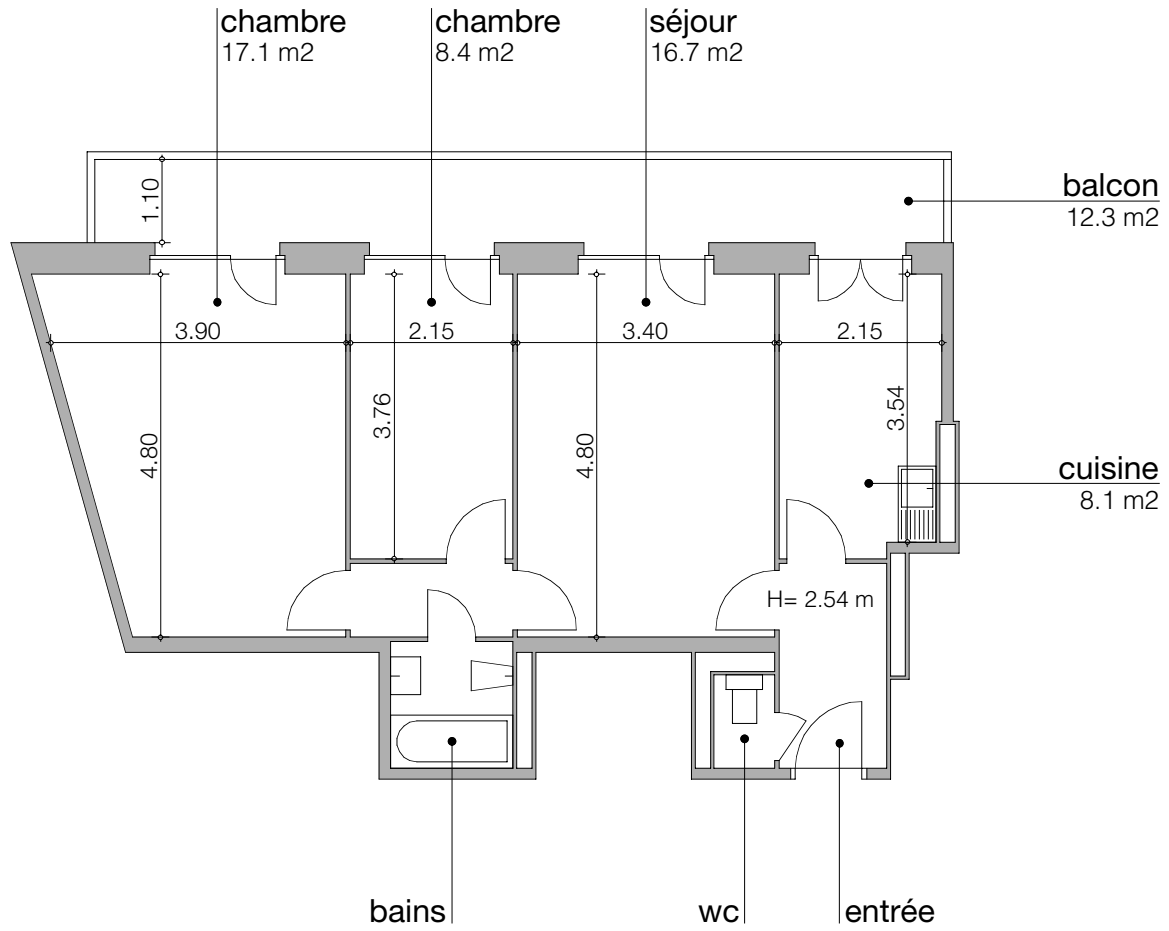 chambre
17.1 m2
chambre
8.4 m2
séjour
16.7 m2
1.10
balcon
12.3 m2
3.90
2.15
3.40
2.15
4.80
3.76
4.80
3.54
cuisine
8.1 m2
H= 2.54 m
bains
wc
entrée